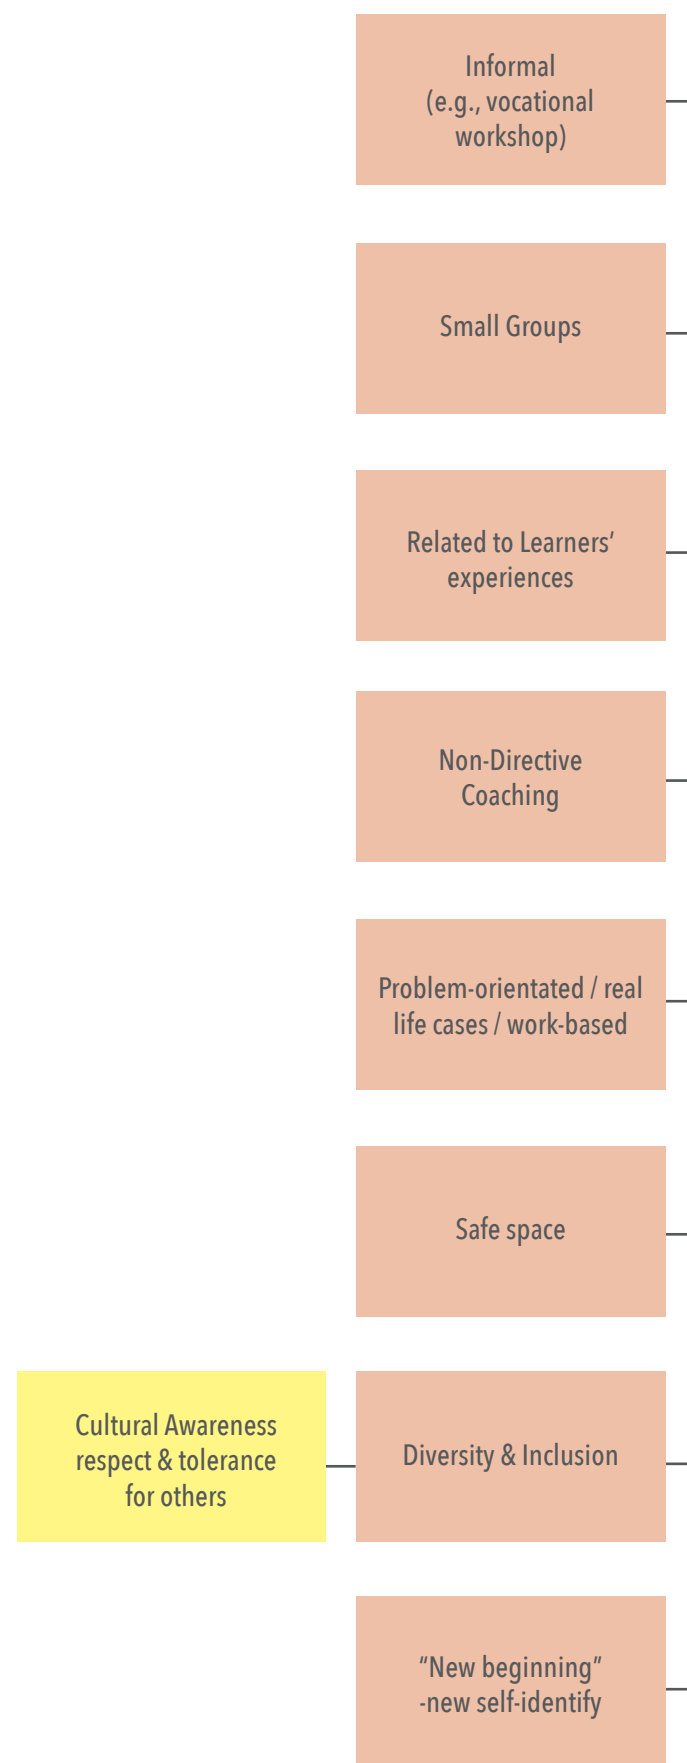 Informal
(e.g., vocational
workshop)
Small Groups
Related to Learners’
experiences
Non-Directive
Coaching
Problem-orientated / real
life cases / work-based
Safe space
Cultural Awareness
respect & tolerance
for others
Diversity & Inclusion
“New beginning”
-new self-identify